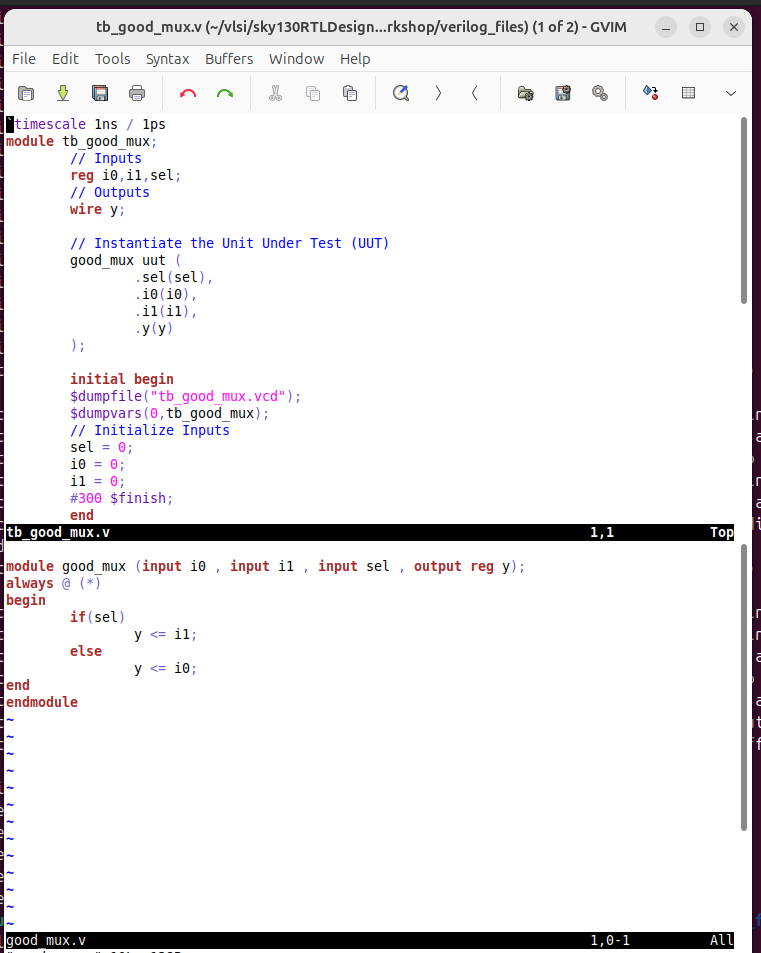 tb_good_mux.v (~/vlsi/sky130RTLDesign...rkshop/verilog_files) (1 of 2) - GVIM
File Edit Tools Syntax Buffers Window Help
`timescale 1ns / 1ps
module tb_good_mux;
// Inputs
reg i0,i1,sel;
// Outputs
wire y;
// Instantiate the Unit Under Test (UUT)
good_mux uut (
.sel(sel),
.i0(i0),
.i1(i1),
.y(y)
);
initial begin
$dumpfile("tb_good_mux.vcd");
$dumpvars(0,tb_good_mux);
// Initialize Inputs
sel = 0;
i0 = 0;
i1 = 0;
#300 $finish;
end
tb_good_mux.v 1,1 Top
module good_mux (input i0 , input i1 , input sel , output reg y);
always @ (*)
begin
if(sel)
y <= i1;
else
y <= i0;
end
endmodule
~
~
~
~
~
~
~
~
~
~
~
~
~
good_mux.v 1,0-1 All